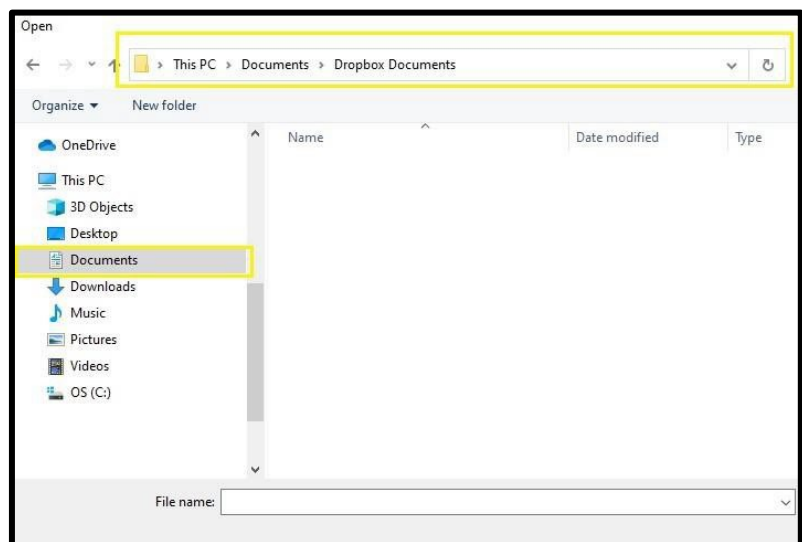 Open
This PC > Documents > Dropbox Documents
Organize New folder
Name Date modified Type
OneDrive
This PC
3D Objects
Desktop
Documents
Downloads
Music
Pictures
Videos
OS (C:)
File name: